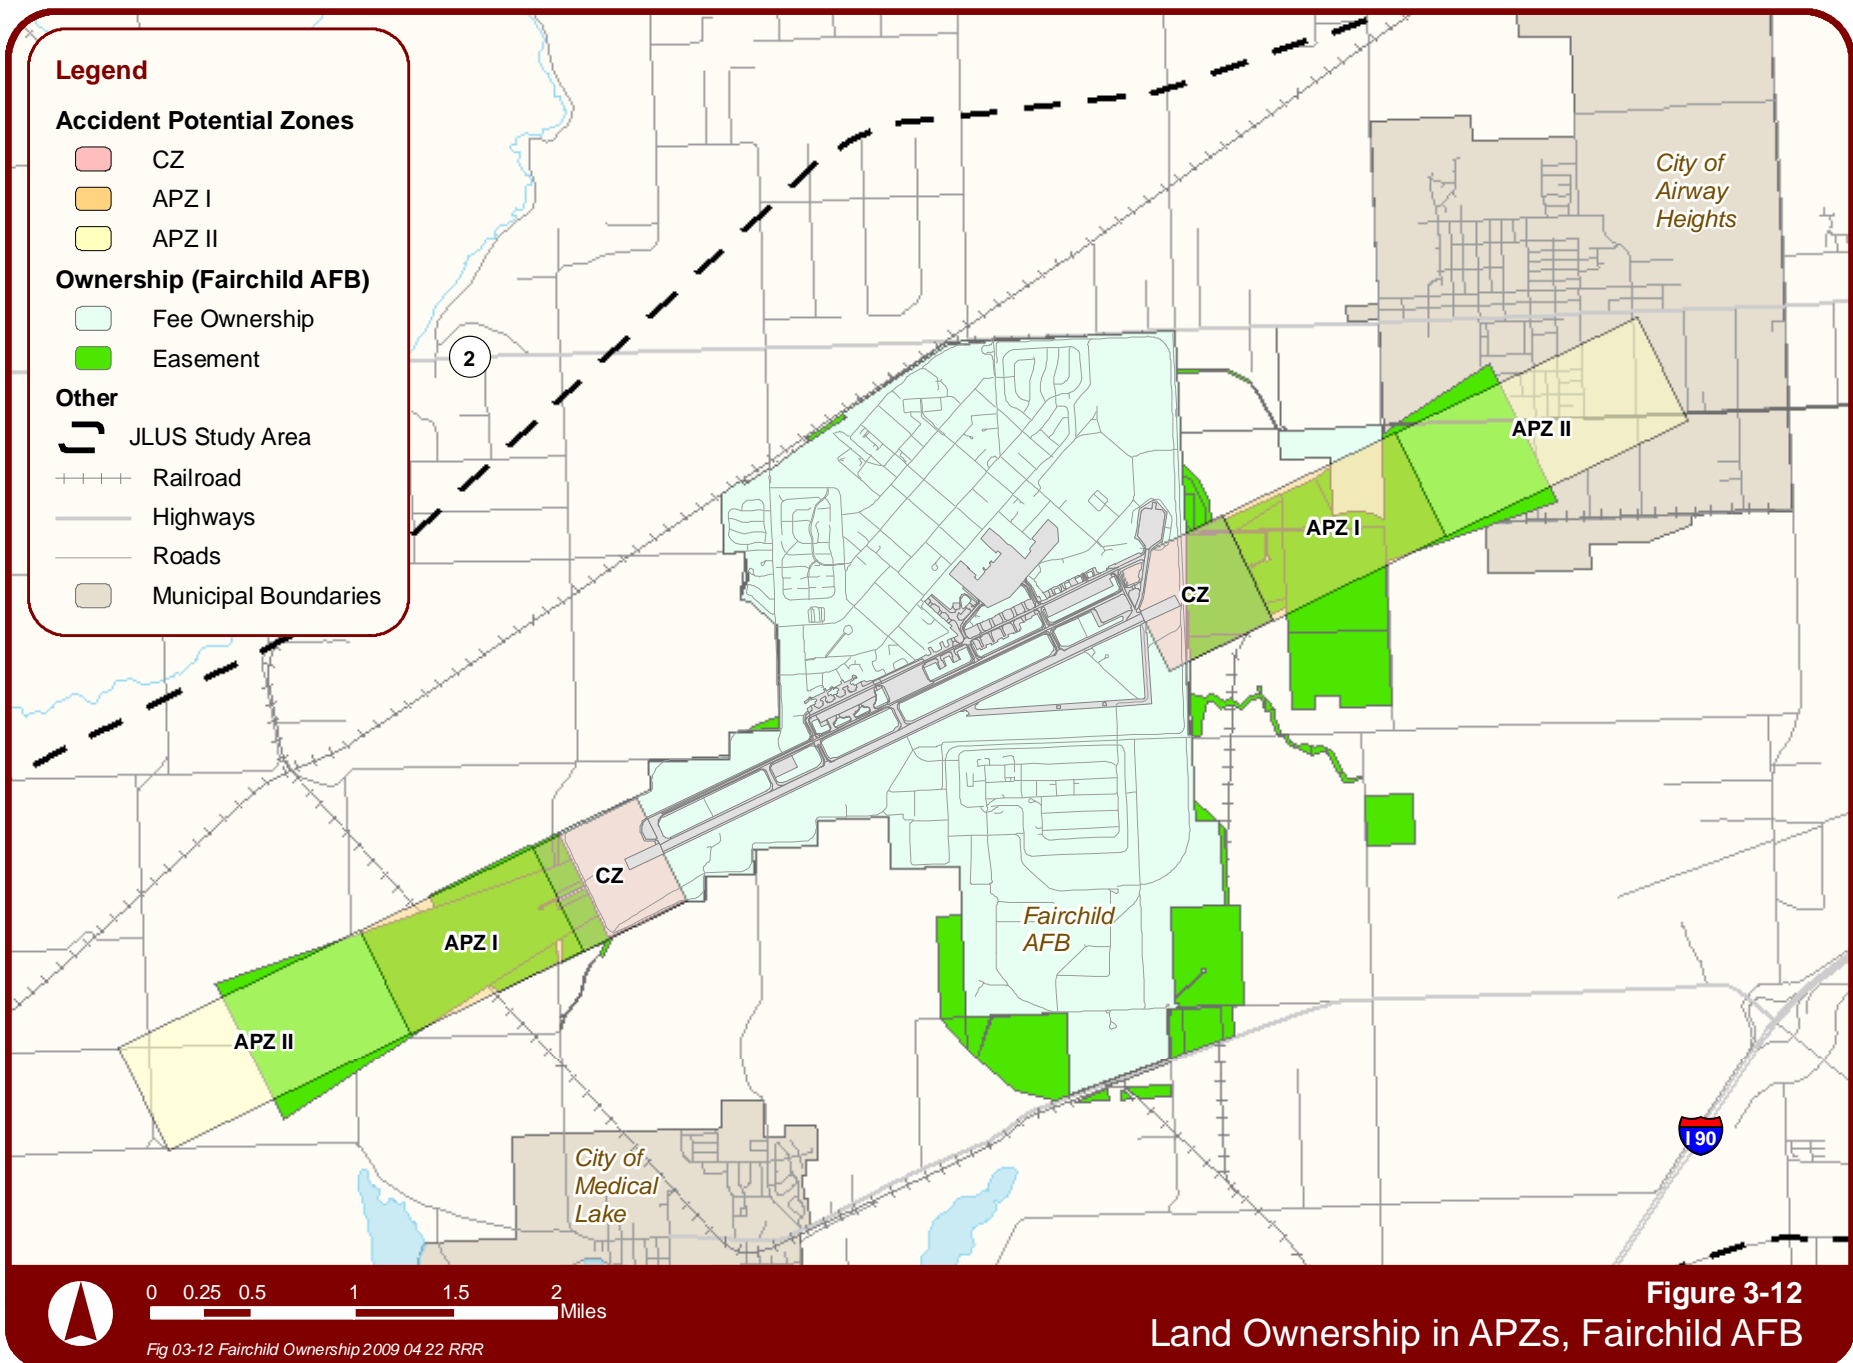 Legend
Accident Potential Zones
CZ
APZ I
APZ II
Ownership (Fairchild AFB)
Fee Ownership
Easement
Other
JLUS Study Area
Railroad
Highways
Roads
Municipal Boundaries
2
City of
Airway
Heights
APZ II
APZ I
CZ
CZ
APZ I
APZ II
Fairchild
AFB
City of
Medical
Lake
I 90
0 0.25 0.5 1 1.5 2
Miles
Fig 03-12 Fairchild Ownership 2009 04 22 RRR
Figure 3-12
Land Ownership in APZs, Fairchild AFB